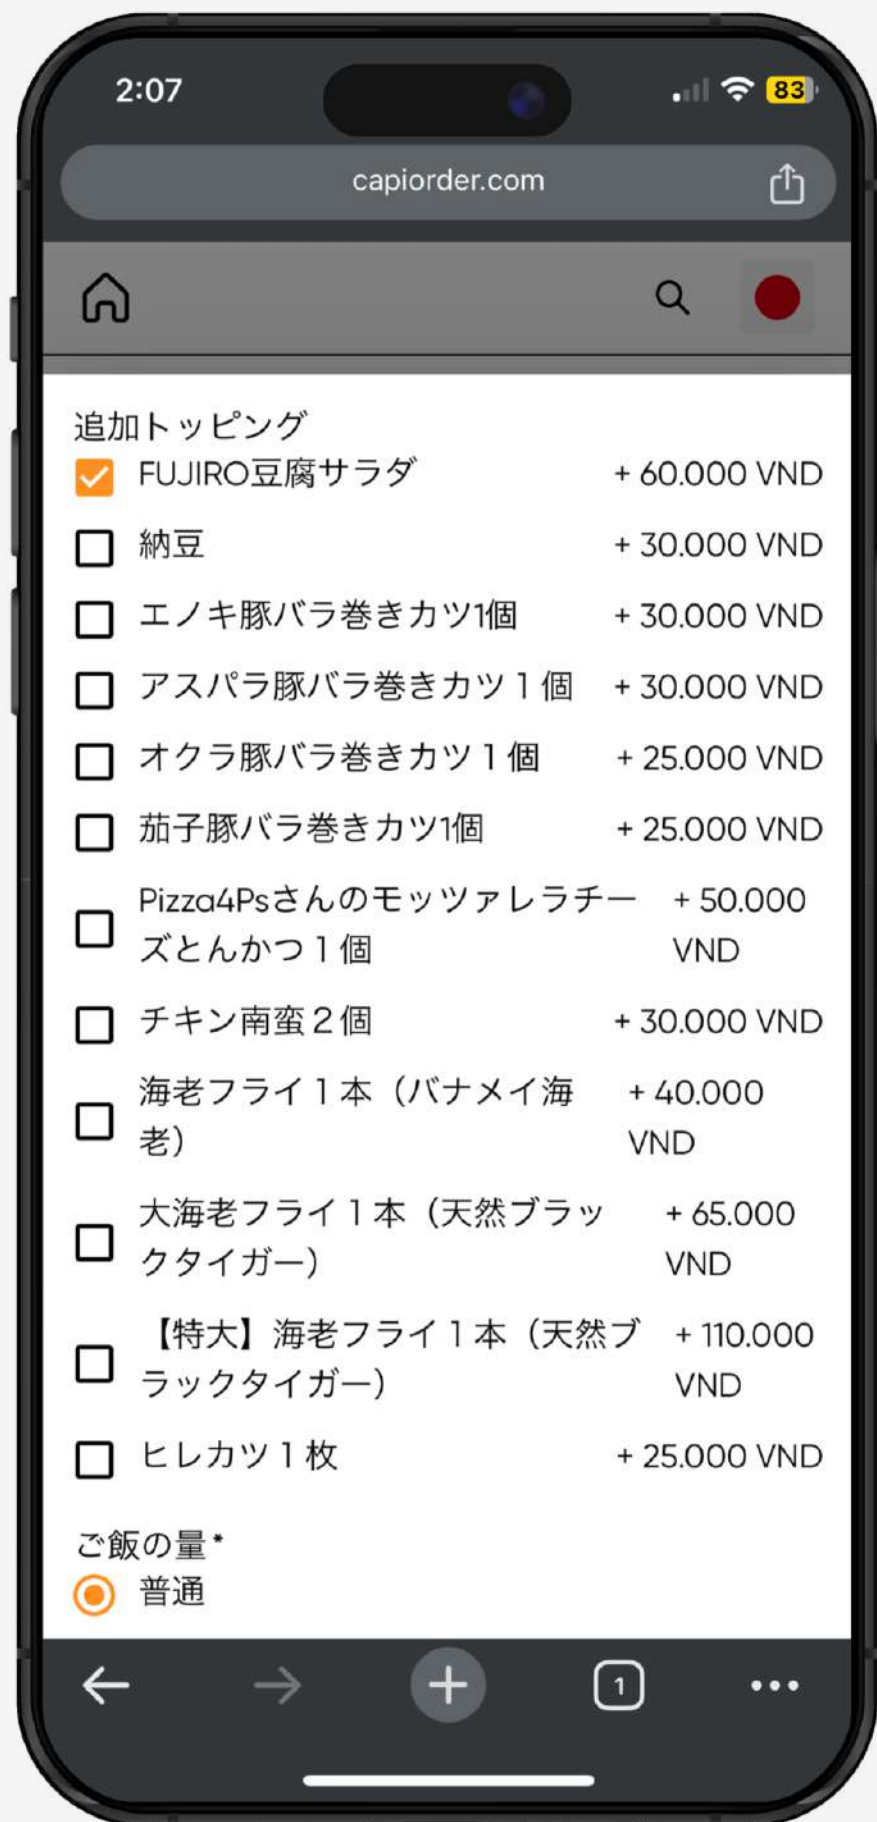 2:07
83
capiorder.com
追加トッピング
FUJIRO豆腐サラダ + 60.000 VND
納豆 + 30.000 VND
エノキ豚バラ巻きカツ1個 + 30.000 VND
アスパラ豚バラ巻きカツ１個 + 30.000 VND
オクラ豚バラ巻きカツ１個 + 25.000 VND
茄子豚バラ巻きカツ1個 + 25.000 VND
Pizza4Psさんのモッツァレラチー + 50.000
ズとんかつ１個 VND
チキン南蛮２個 + 30.000 VND
海老フライ１本（バナメイ海 + 40.000
老） VND
大海老フライ１本（天然ブラッ + 65.000
クタイガー） VND
【特大】海老フライ１本（天然ブ + 110.000
ラックタイガー） VND
ヒレカツ１枚 + 25.000 VND
ご飯の量*
普通
1